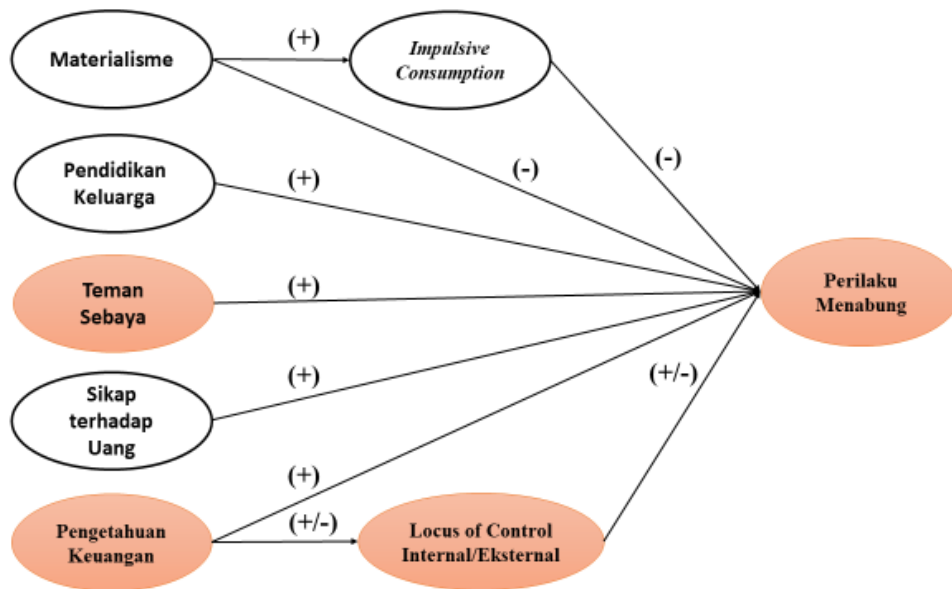 Materialisme
(+)
Impulsive
Consumption
(-)
(-)
Pendidikan
Keluarga
(+)
Teman
Sebaya
(+)
Perilaku
Menabung
Sikap
terhadap
Uang
(+)
(+/-)
Pengetahuan
Keuangan
(+)
(+/-)
Locus of Control
Internal/Eksternal